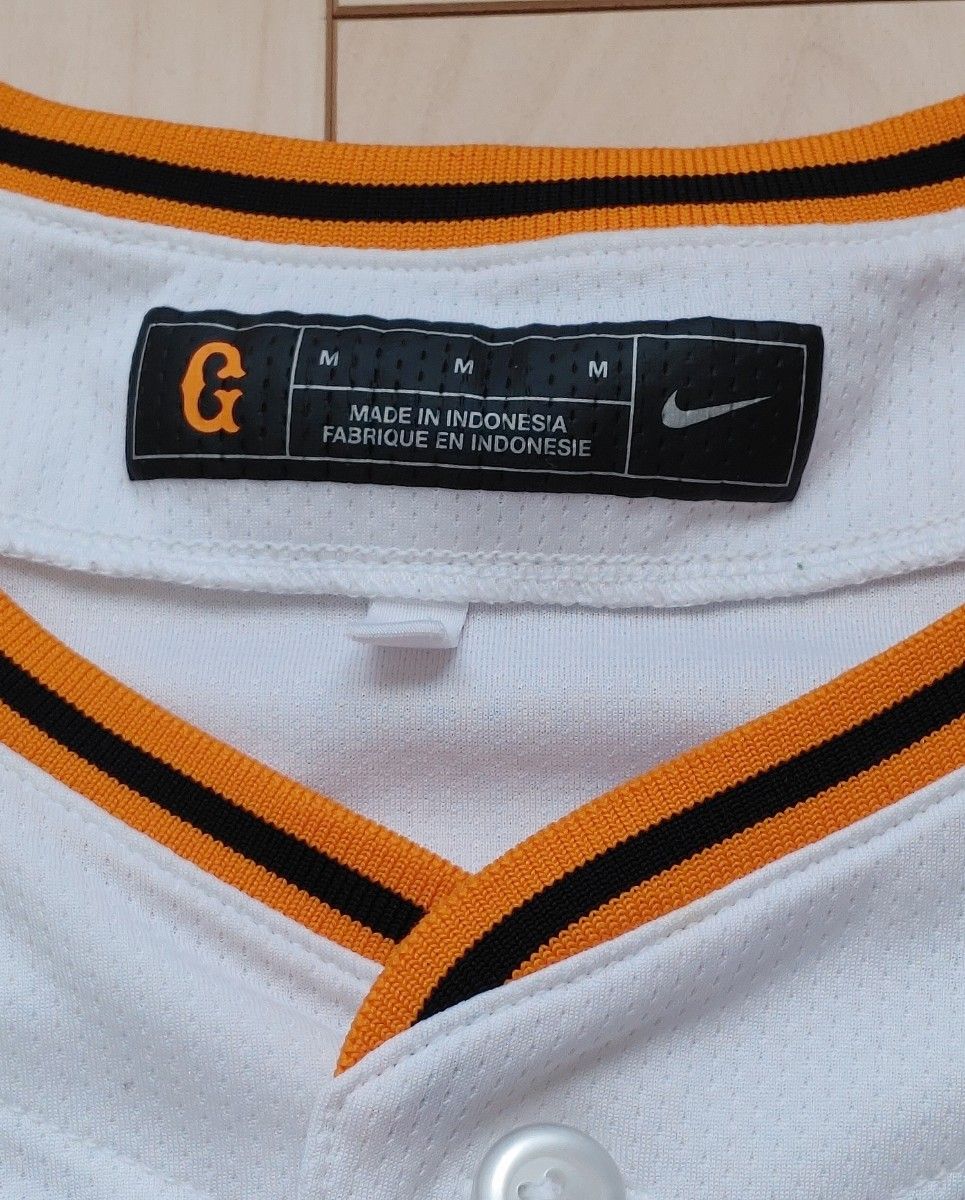 G
M M M
MADE IN INDONESIA
FABRIQUE EN INDONESIE